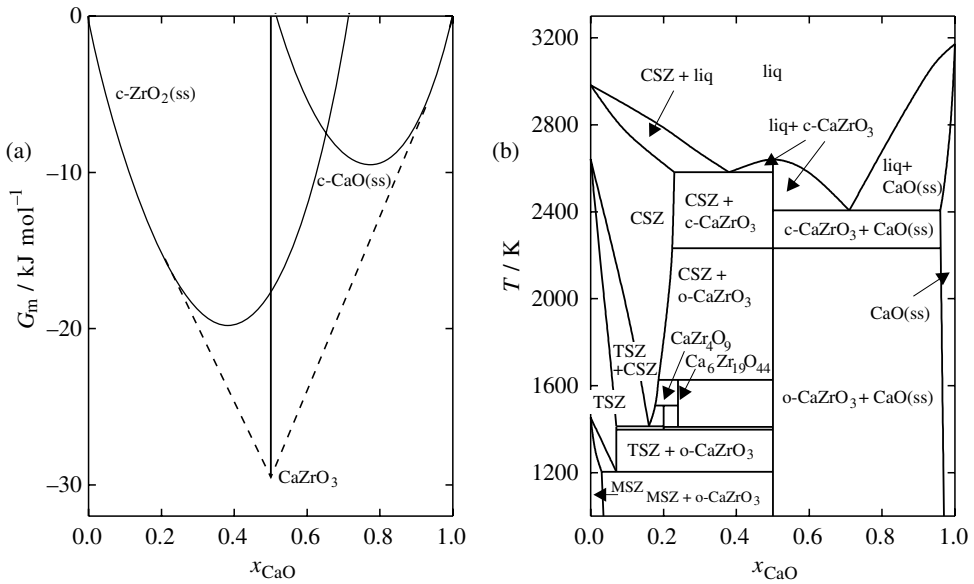 (a)
G_m / kJ mol⁻¹
0
−10
−20
−30
c-ZrO₂(ss)
c-CaO(ss)
CaZrO₃
0.0 0.2 0.4 0.6 0.8 1.0
x_CaO
(b)
T / K
3200
2800
2400
2000
1600
1200
CSZ + liq
liq
liq+ c-CaZrO₃
liq+
CaO(ss)
CSZ
CSZ +
c-CaZrO₃
c-CaZrO₃ + CaO(ss)
CSZ +
o-CaZrO₃
CaO(ss)
CaZr₄O₉
Ca₆Zr₁₉O₄₄
TSZ
+CSZ
TSZ
o-CaZrO₃ + CaO(ss)
TSZ + o-CaZrO₃
MSZ
MSZ + o-CaZrO₃
0.0 0.2 0.4 0.6 0.8 1.0
x_CaO